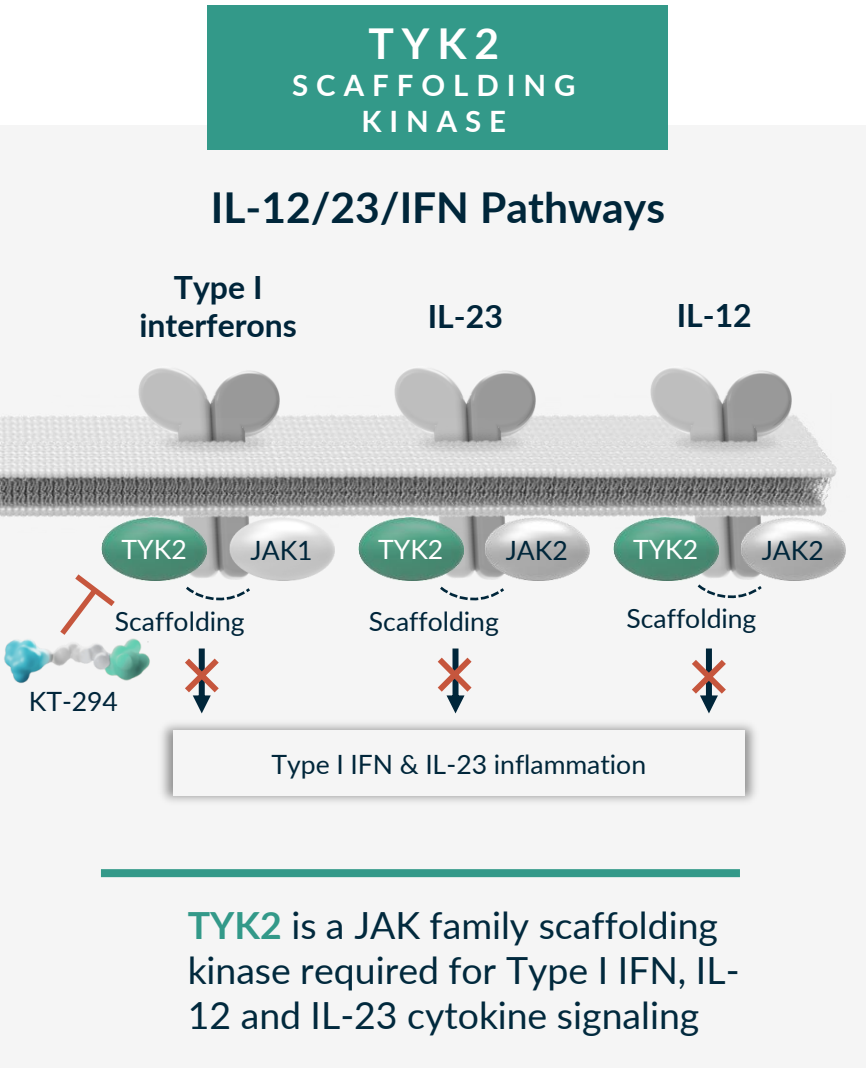 TYK2
SCAFFOLDING
KINASE
IL-12/23/IFN Pathways
Type I
interferons
IL-23
IL-12
TYK2
JAK1
TYK2
JAK2
TYK2
JAK2
Scaffolding
Scaffolding
Scaffolding
KT-294
Type I IFN & IL-23 inflammation
TYK2 is a JAK family scaffolding
kinase required for Type I IFN, IL-
12 and IL-23 cytokine signaling